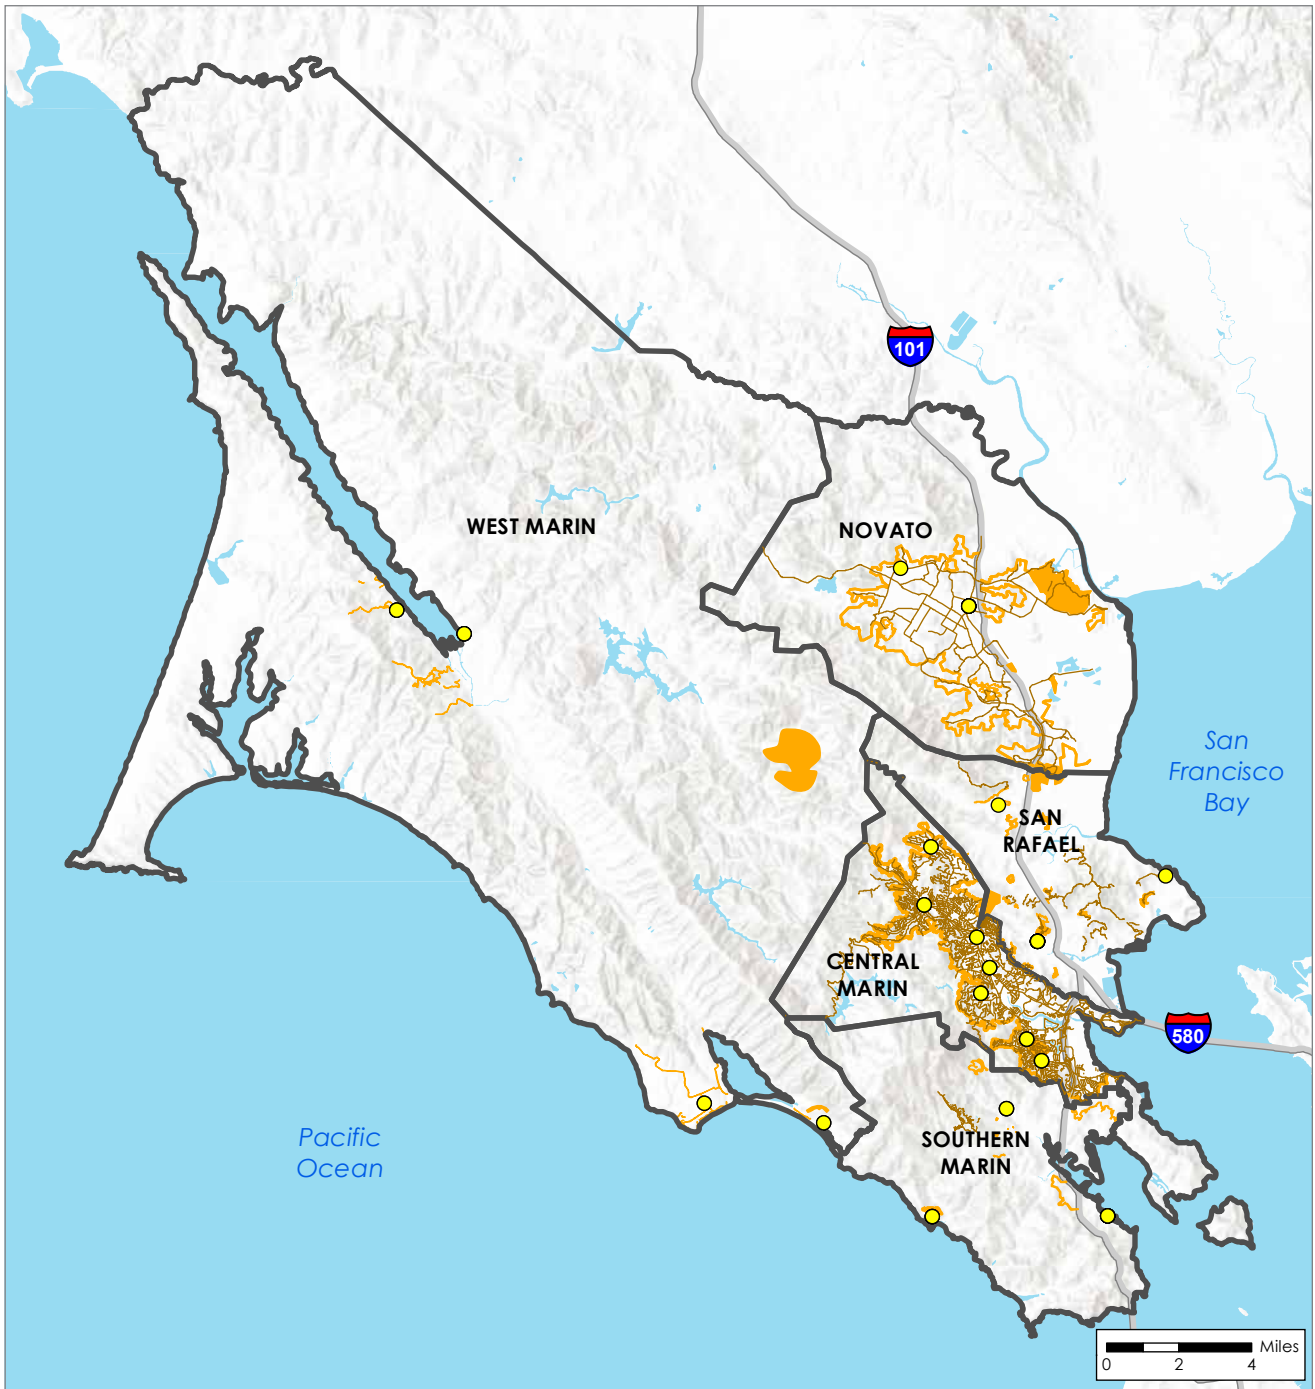 101
WEST MARIN
NOVATO
San
Francisco
Bay
SAN
RAFAEL
CENTRAL
MARIN
580
Pacific
Ocean
SOUTHERN
MARIN
Miles
0 2 4